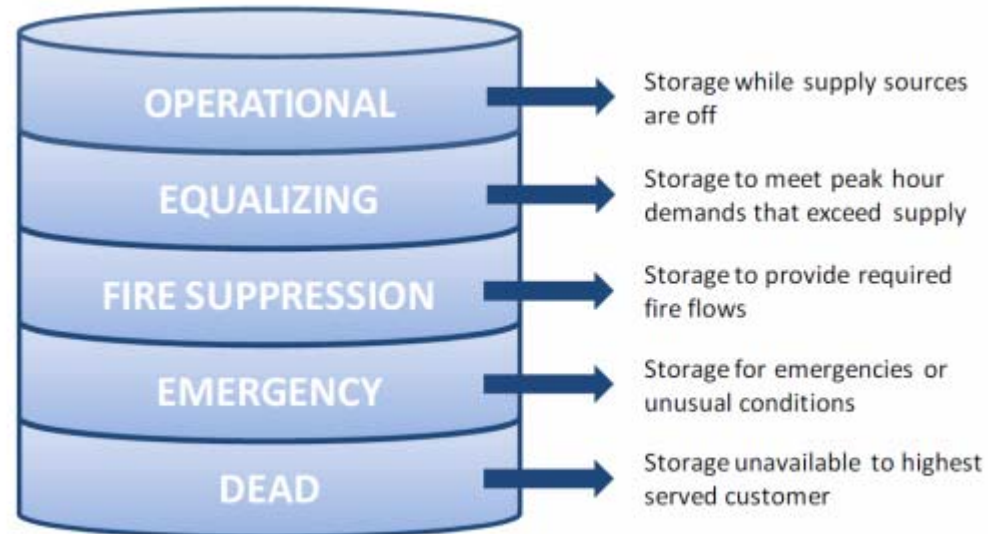 OPERATIONAL
Storage while supply sources
are off
EQUALIZING
Storage to meet peak hour
demands that exceed supply
FIRE SUPPRESSION
Storage to provide required
fire flows
EMERGENCY
Storage for emergencies or
unusual conditions
DEAD
Storage unavailable to highest
served customer